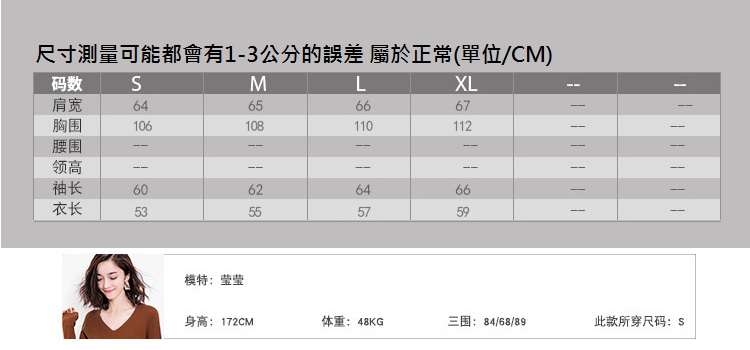 尺寸測量可能都會有1-3公分的誤差 屬於正常(單位/CM)
码数 S M L XL -- --
肩宽 64 65 66 67 -- --
胸围 106 108 110 112 -- --
腰围 -- -- -- -- -- --
领高 -- -- -- -- -- --
袖长 60 62 64 66 -- --
衣长 53 55 57 59 -- --
模特：莹莹
身高：172CM 体重：48KG 三围：84/68/89 此款所穿尺码：S